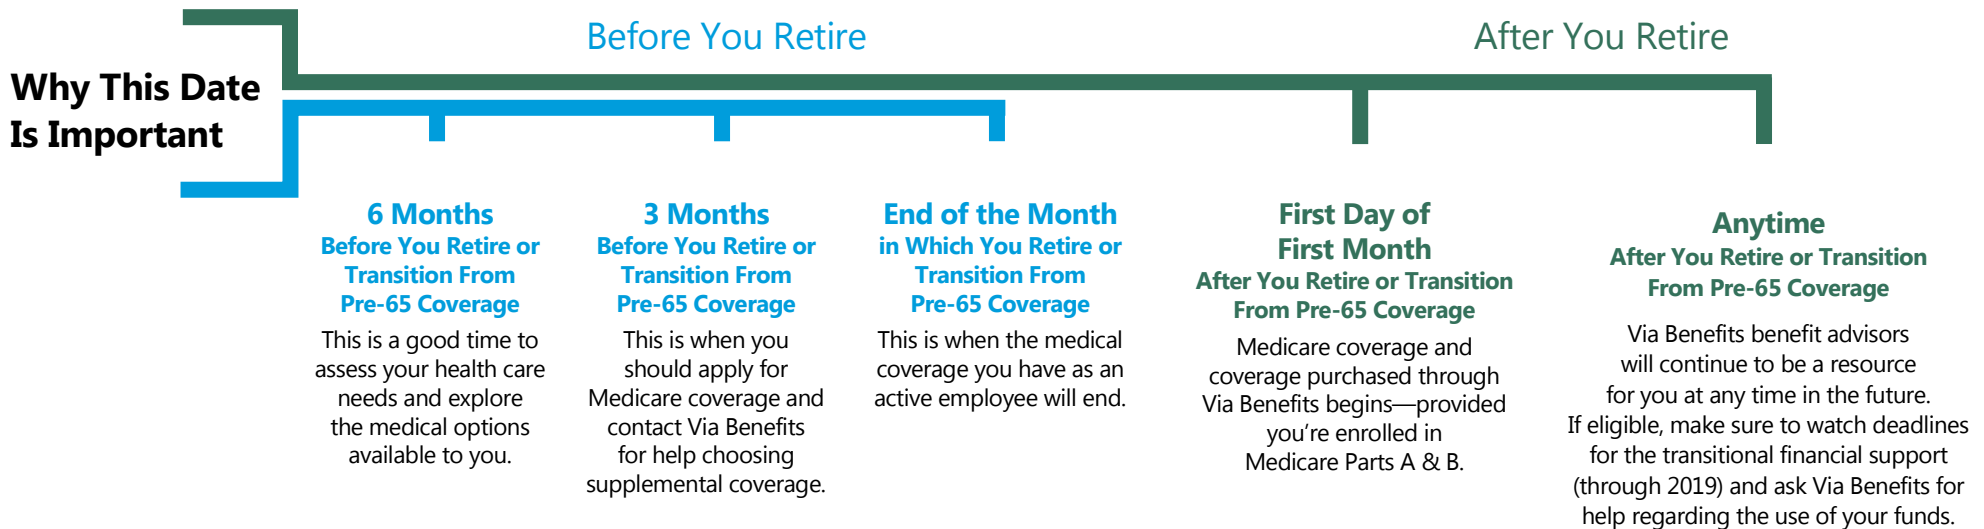 Before You Retire
After You Retire
Why This Date
Is Important
6 Months
Before You Retire or
Transition From
Pre-65 Coverage
This is a good time to
assess your health care
needs and explore
the medical options
available to you.
3 Months
Before You Retire or
Transition From
Pre-65 Coverage
This is when you
should apply for
Medicare coverage and
contact Via Benefits
for help choosing
supplemental coverage.
End of the Month
in Which You Retire or
Transition From
Pre-65 Coverage
This is when the medical
coverage you have as an
active employee will end.
First Day of
First Month
After You Retire or Transition
From Pre-65 Coverage
Medicare coverage and
coverage purchased through
Via Benefits begins—provided
you’re enrolled in
Medicare Parts A & B.
Anytime
After You Retire or Transition
From Pre-65 Coverage
Via Benefits benefit advisors
will continue to be a resource
for you at any time in the future.
If eligible, make sure to watch deadlines
for the transitional financial support
(through 2019) and ask Via Benefits for
help regarding the use of your funds.